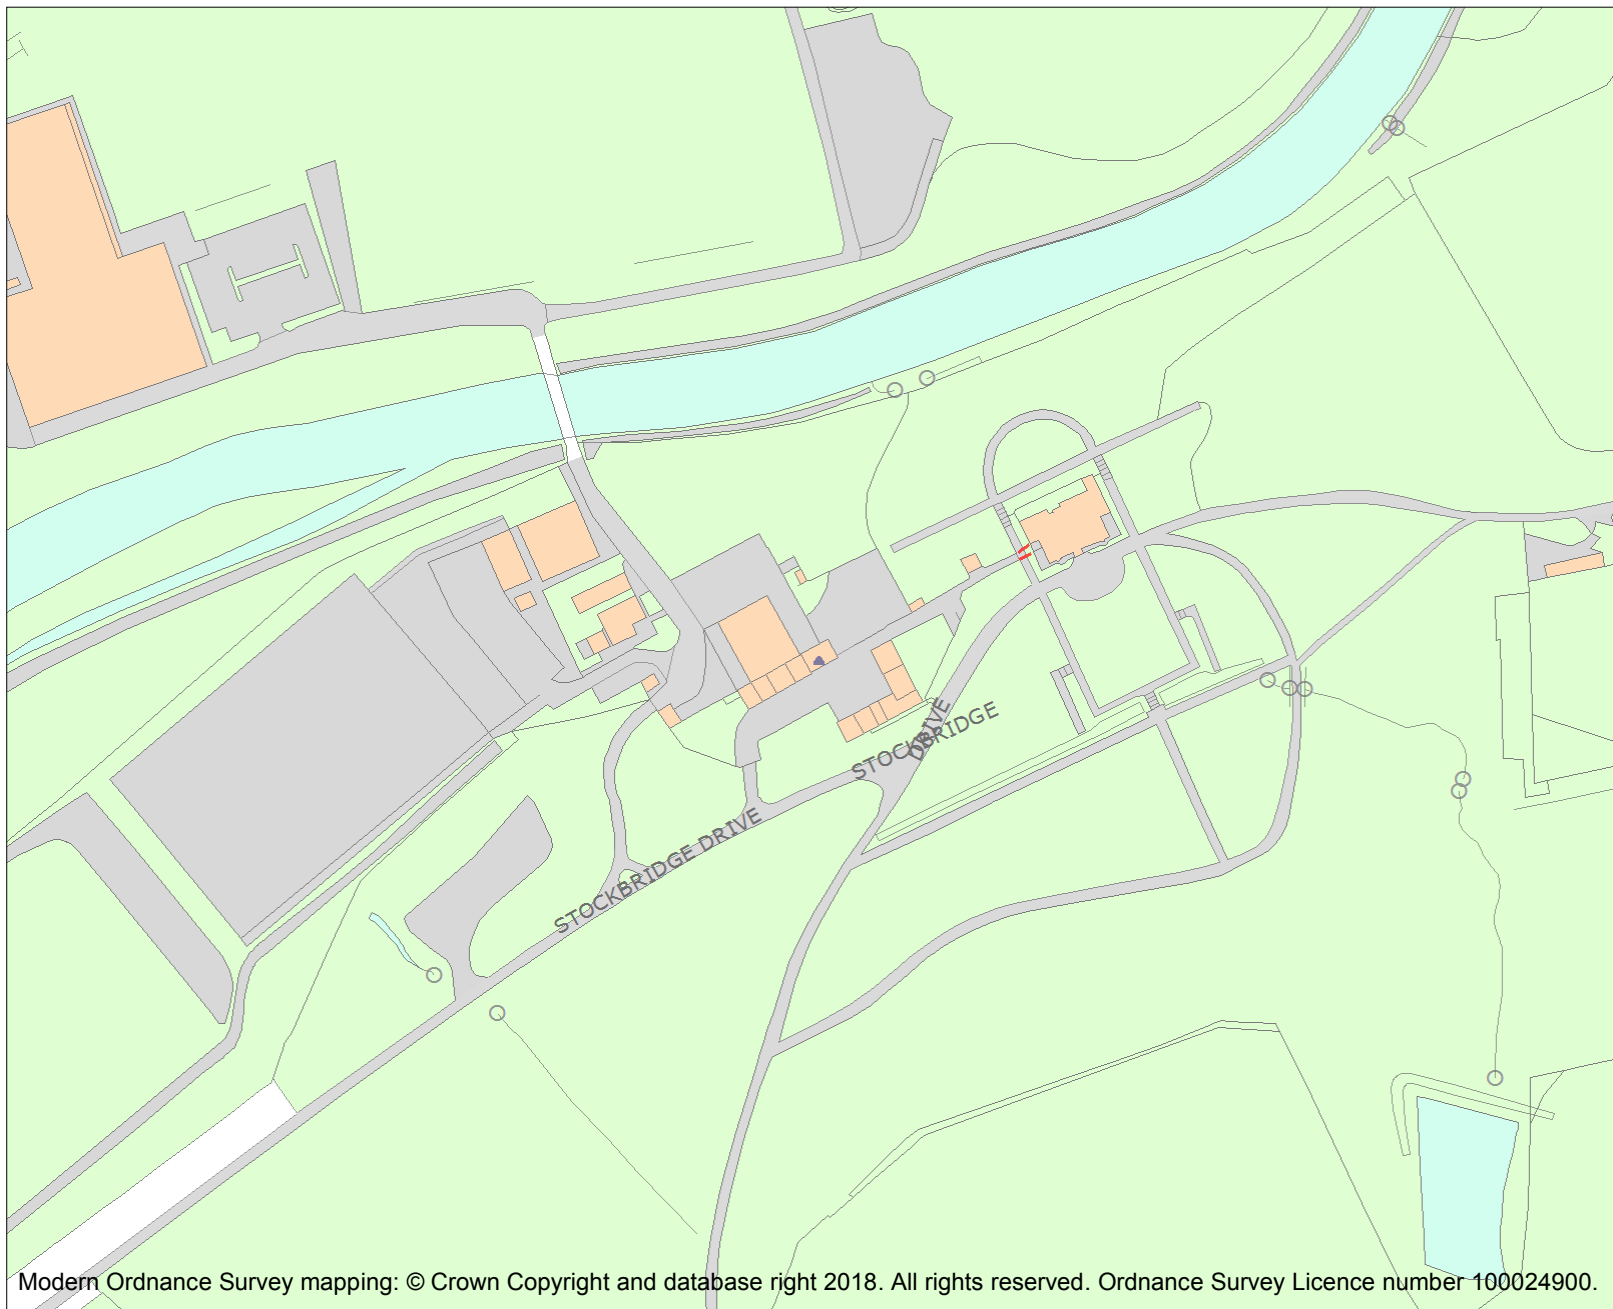 STOCKBRIDGE
DRIVE
STOCKBRIDGE DRIVE
Modern Ordnance Survey mapping: © Crown Copyright and database right 2018. All rights reserved. Ordnance Survey Licence number 100024900.